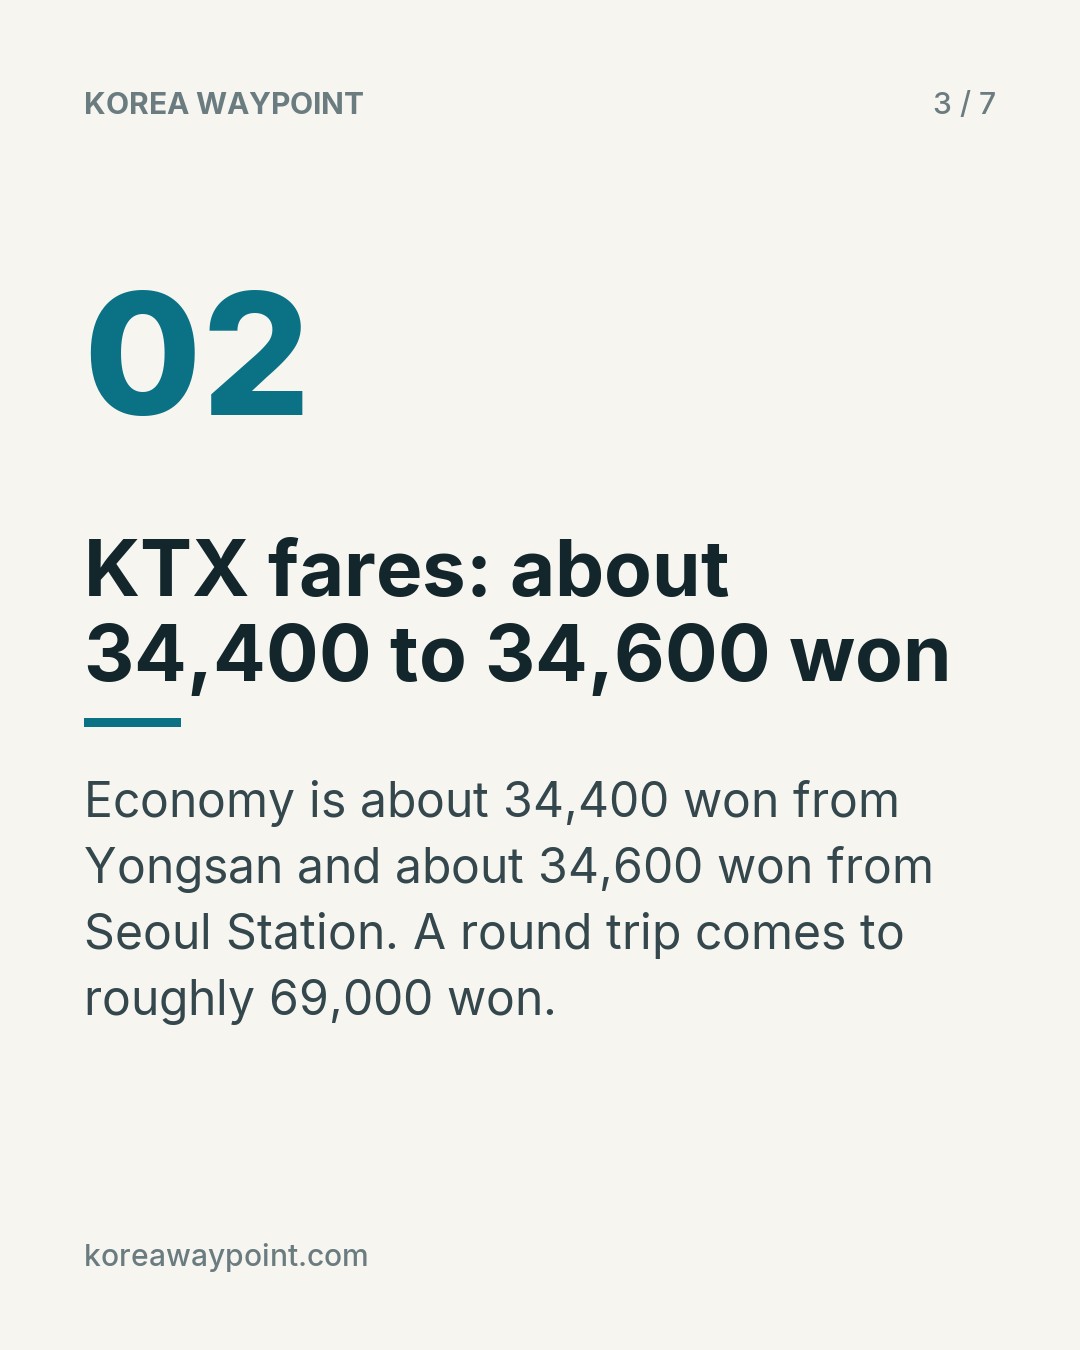 KOREA WAYPOINT
3 / 7
02
KTX fares: about
34,400 to 34,600 won
Economy is about 34,400 won from
Yongsan and about 34,600 won from
Seoul Station. A round trip comes to
roughly 69,000 won.
koreawaypoint.com